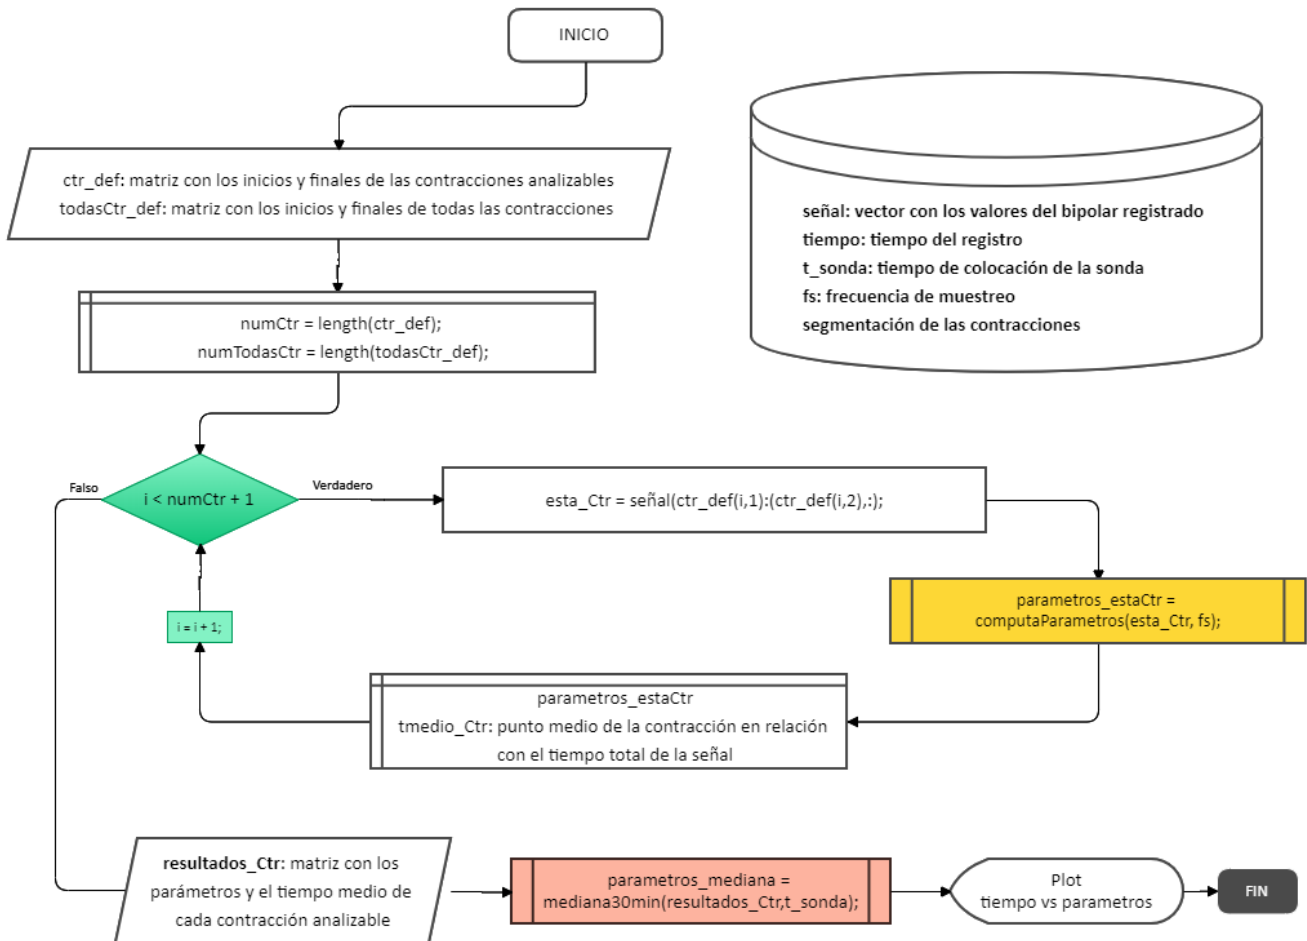 INICIO
ctr_def: matriz con los inicios y finales de las contracciones analizables
todasCtr_def: matriz con los inicios y finales de todas las contracciones
señal: vector con los valores del bipolar registrado
tiempo: tiempo del registro
t_sonda: tiempo de colocación de la sonda
fs: frecuencia de muestreo
segmentación de las contracciones
numCtr = length(ctr_def);
numTodasCtr = length(todasCtr_def);
Falso
i < numCtr + 1
Verdadero
esta_Ctr = señal(ctr_def(i,1):(ctr_def(i,2),:);
parametros_estaCtr =
computaParametros(esta_Ctr, fs);
i = i + 1;
parametros_estaCtr
tmedio_Ctr: punto medio de la contracción en relación
con el tiempo total de la señal
resultados_Ctr: matriz con los
parámetros y el tiempo medio de
cada contracción analizable
parametros_mediana =
mediana30min(resultados_Ctr,t_sonda);
Plot
tiempo vs parametros
FIN